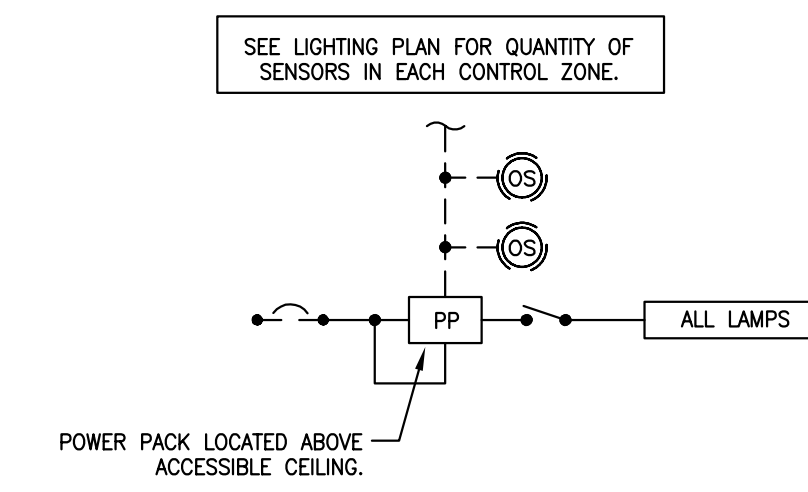 SEE LIGHTING PLAN FOR QUANTITY OF
SENSORS IN EACH CONTROL ZONE.
OS
OS
PP
ALL LAMPS
POWER PACK LOCATED ABOVE
ACCESSIBLE CEILING.